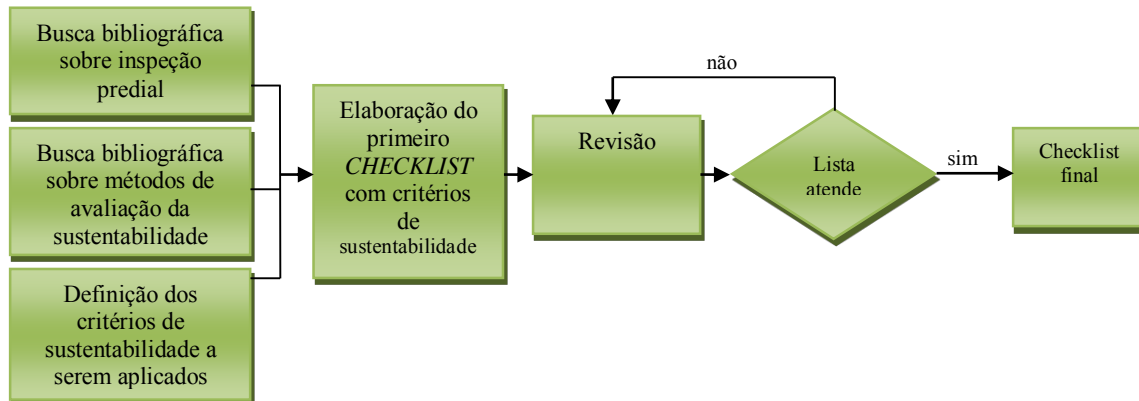 Busca bibliográfica
sobre inspeção
predial
Busca bibliográfica
sobre métodos de
avaliação da
sustentabilidade
Definição dos
critérios de
sustentabilidade a
serem aplicados
Elaboração do
primeiro
CHECKLIST
com critérios
de
sustentabilidade
não
Revisão
Lista
atende
sim
Checklist
final